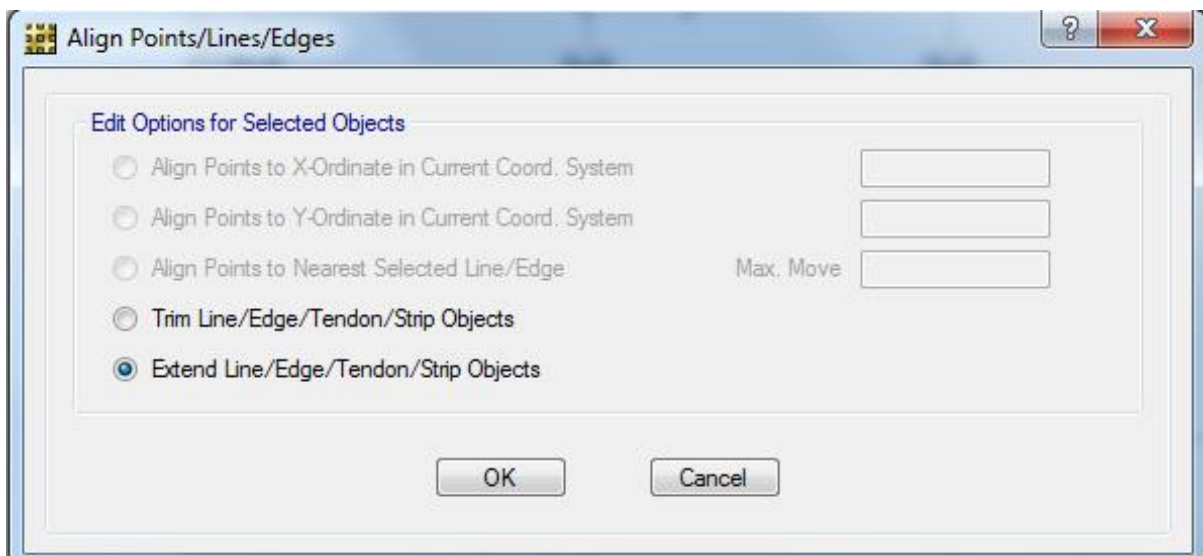 Align Points/Lines/Edges
Edit Options for Selected Objects
Align Points to X-Ordinate in Current Coord. System
Align Points to Y-Ordinate in Current Coord. System
Align Points to Nearest Selected Line/Edge Max. Move
Trim Line/Edge/Tendon/Strip Objects
Extend Line/Edge/Tendon/Strip Objects
OK Cancel